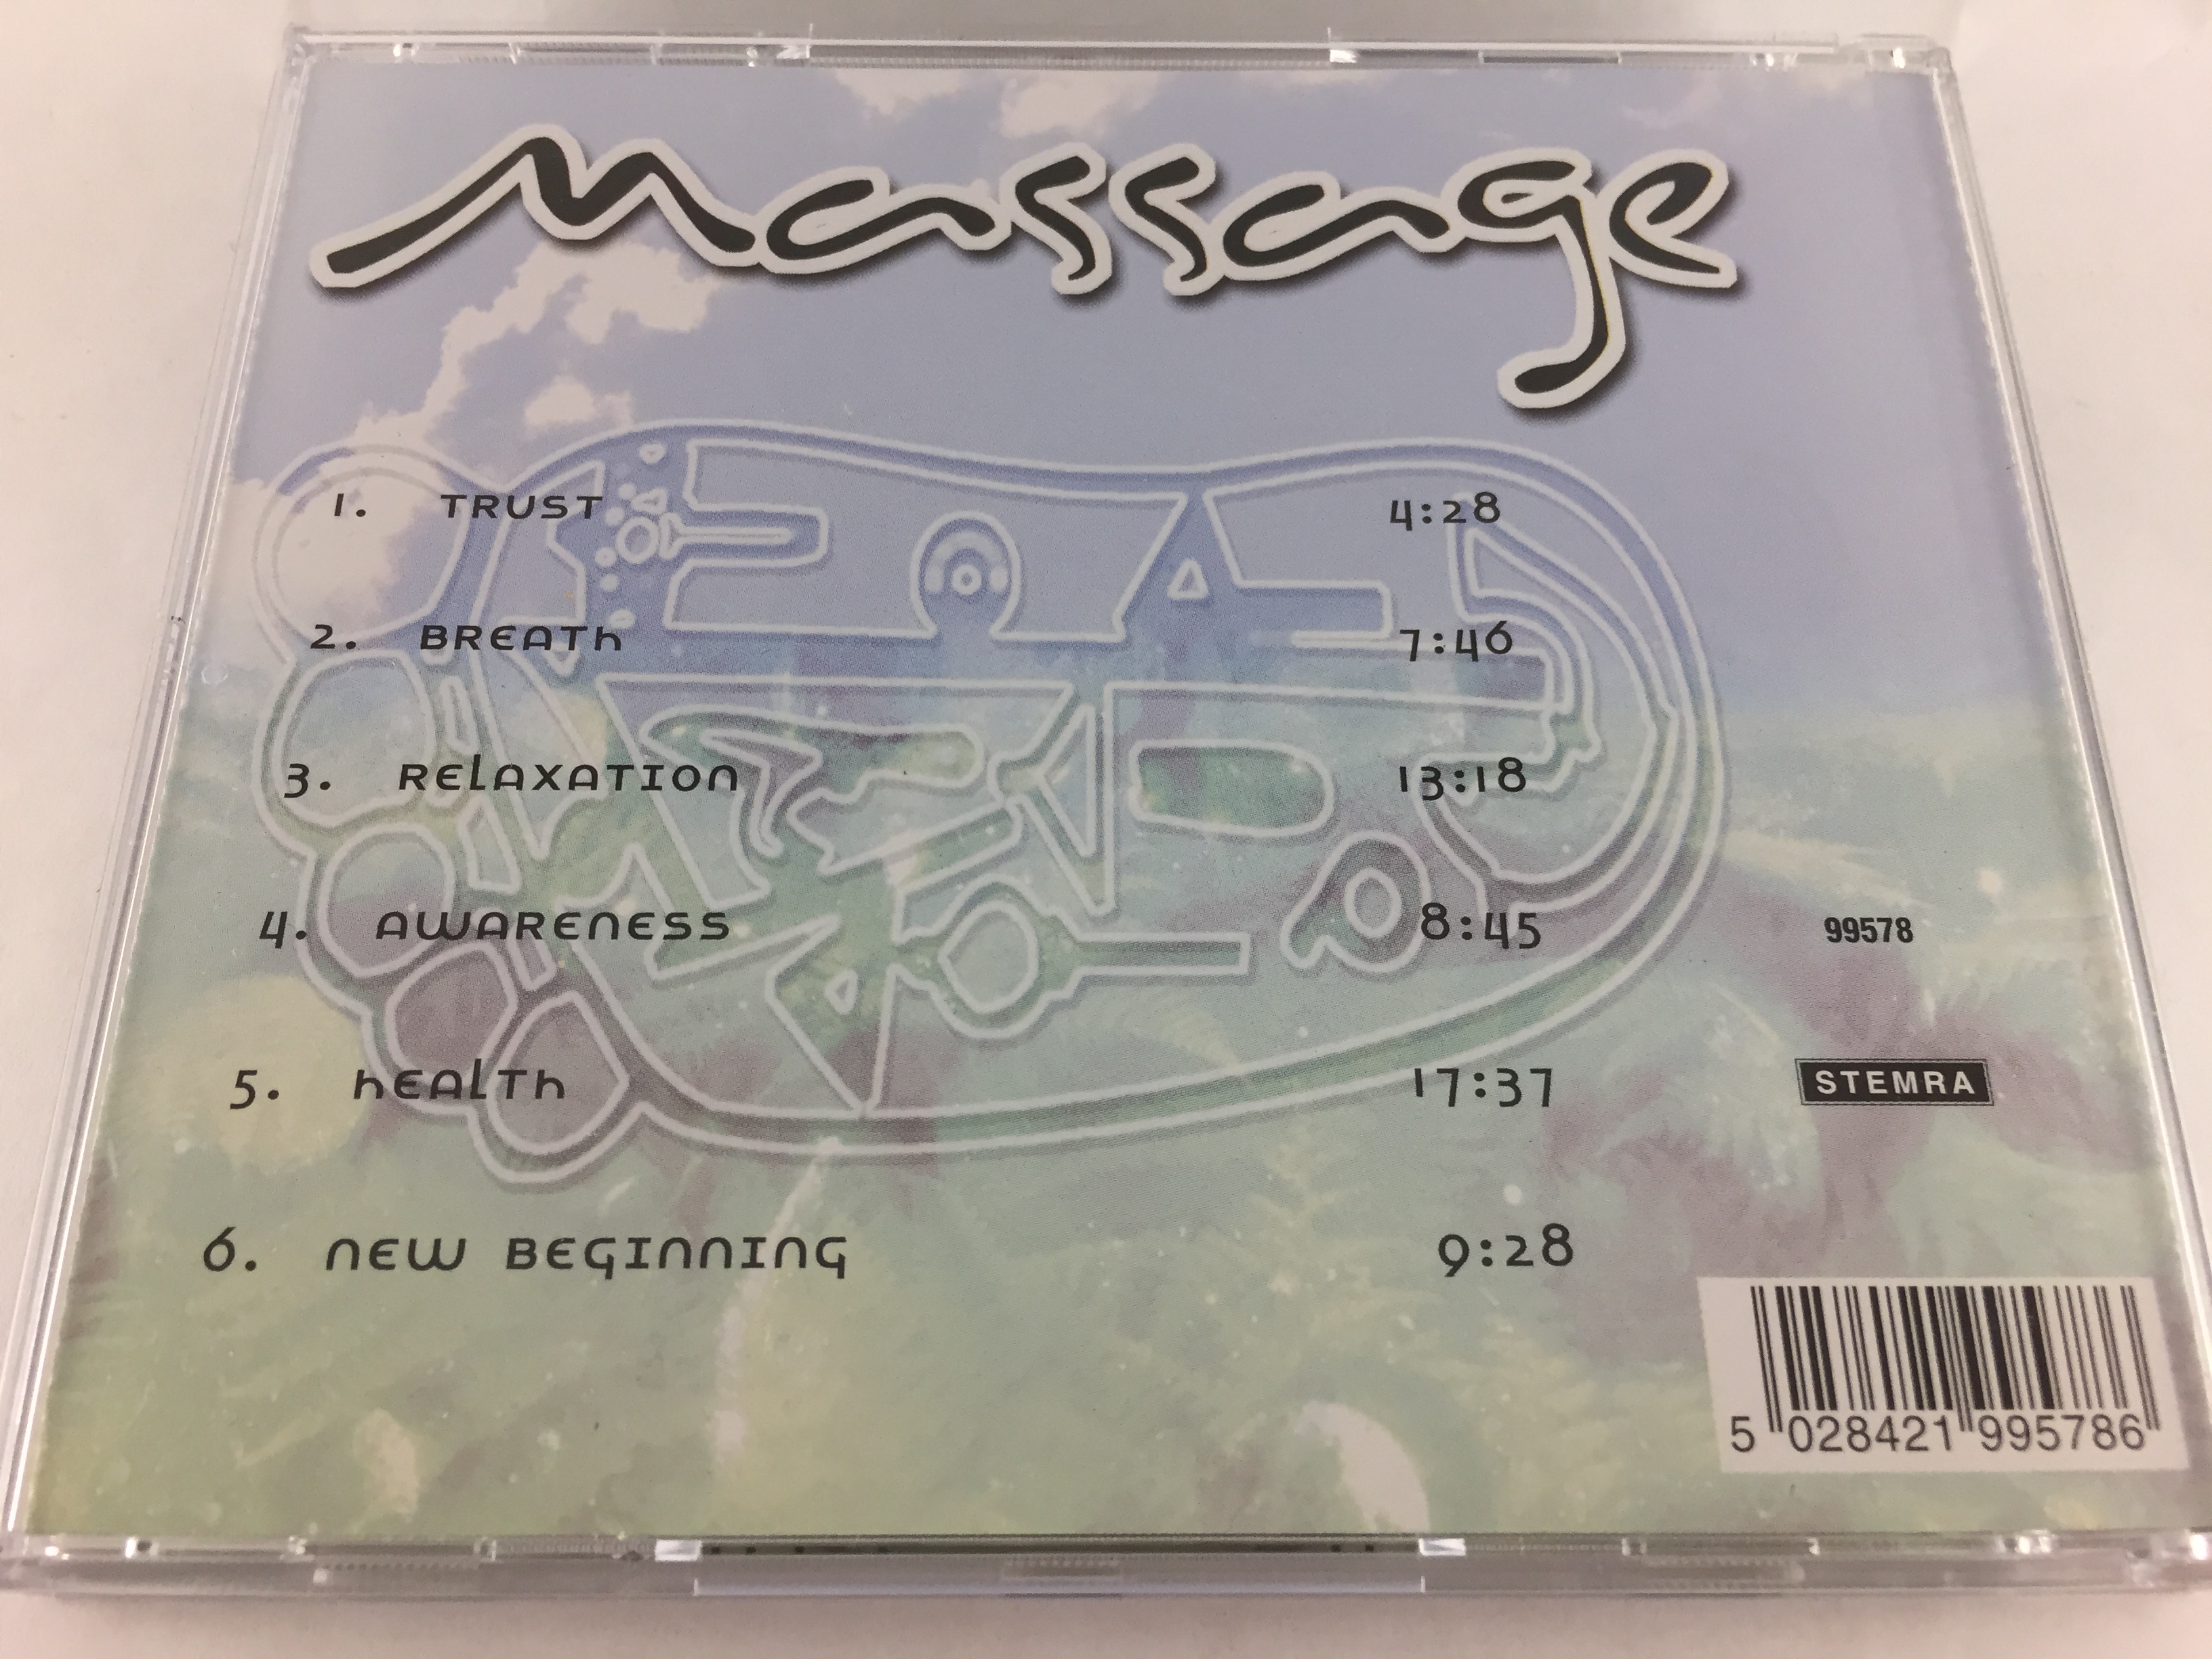 Massage
1. TRUST 4:28
2. BREATH 7:46
3. RELAXATION 13:18
4. AWARENESS 8:45
99578
5. HEALTH 17:37
STEMRA
6. NEW BEGINNING 9:28
5 028421 995786